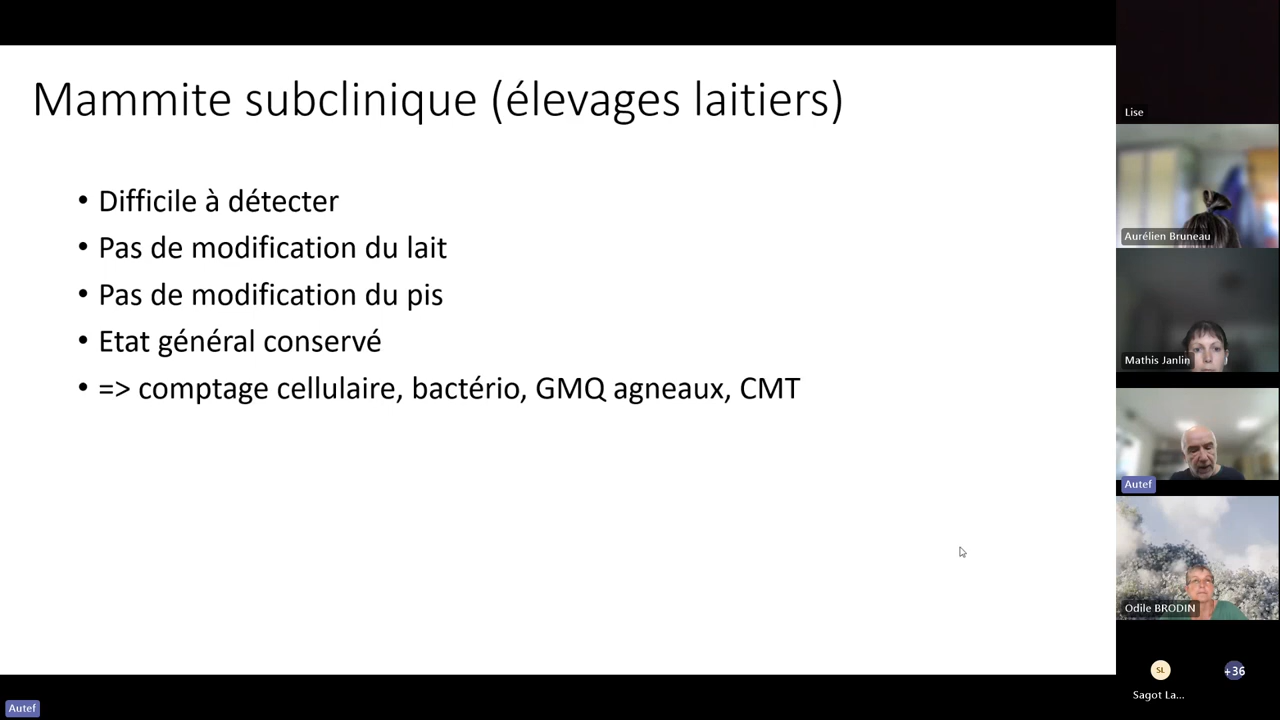 Mammite subclinique (élevages laitiers)
• Difficile à détecter
• Pas de modification du lait
• Pas de modification du pis
• Etat général conservé
• => comptage cellulaire, bactério, GMQ agneaux, CMT
Lise
Aurélien Bruneau
Mathis Janlin
Autef
Odile BRODIN
SL
+36
Sagot La...
Autef